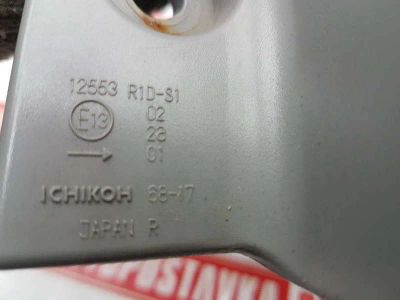 12553 R1D-S1
E13 02
23
→ 01
ICHIKOH 68-17
JAPAN R